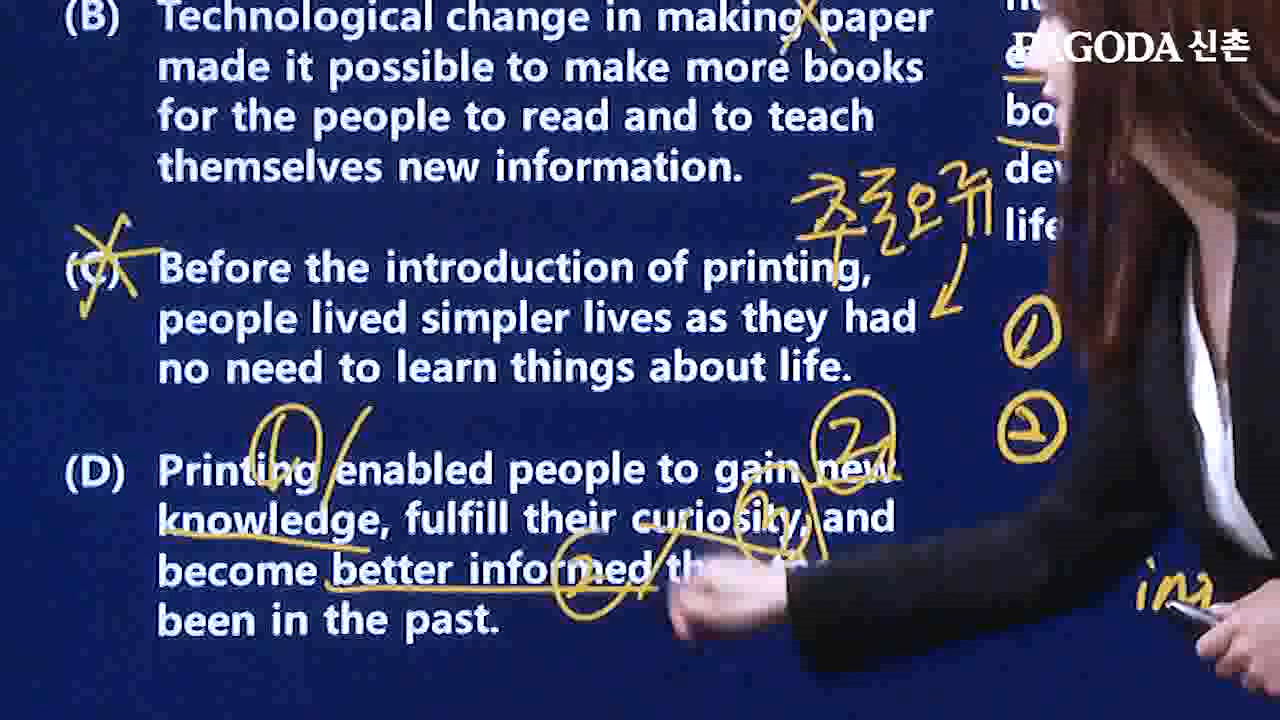 (B) Technological change in making paper
made it possible to make more books
for the people to read and to teach
themselves new information.
PAGODA 신촌
bo
dev
life
추론오류
(C) Before the introduction of printing,
people lived simpler lives as they had
no need to learn things about life.
①
②
(D) Printing enabled people to gain new
knowledge, fulfill their curiosity, and
become better informed
been in the past.
ing